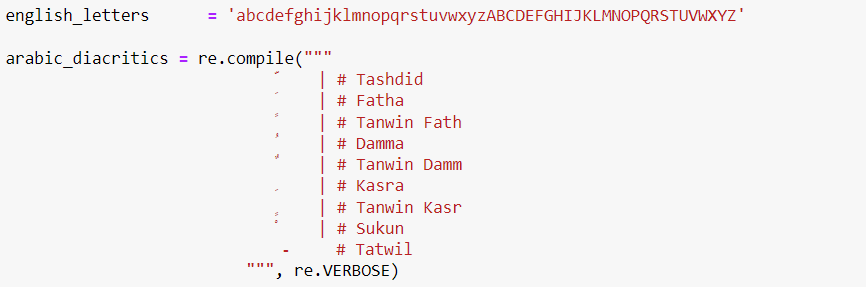 english_letters      = 'abcdefghijklmnopqrstuvwxyzABCDEFGHIJKLMNOPQRSTUVWXYZ'
arabic_diacritics = re.compile("""
                             ّ    | # Tashdid
                             َ    | # Fatha
                             ً    | # Tanwin Fath
                             ُ    | # Damma
                             ٌ    | # Tanwin Damm
                             ِ    | # Kasra
                             ٍ    | # Tanwin Kasr
                             ْ    | # Sukun
                             ـ     # Tatwil
                         """, re.VERBOSE)